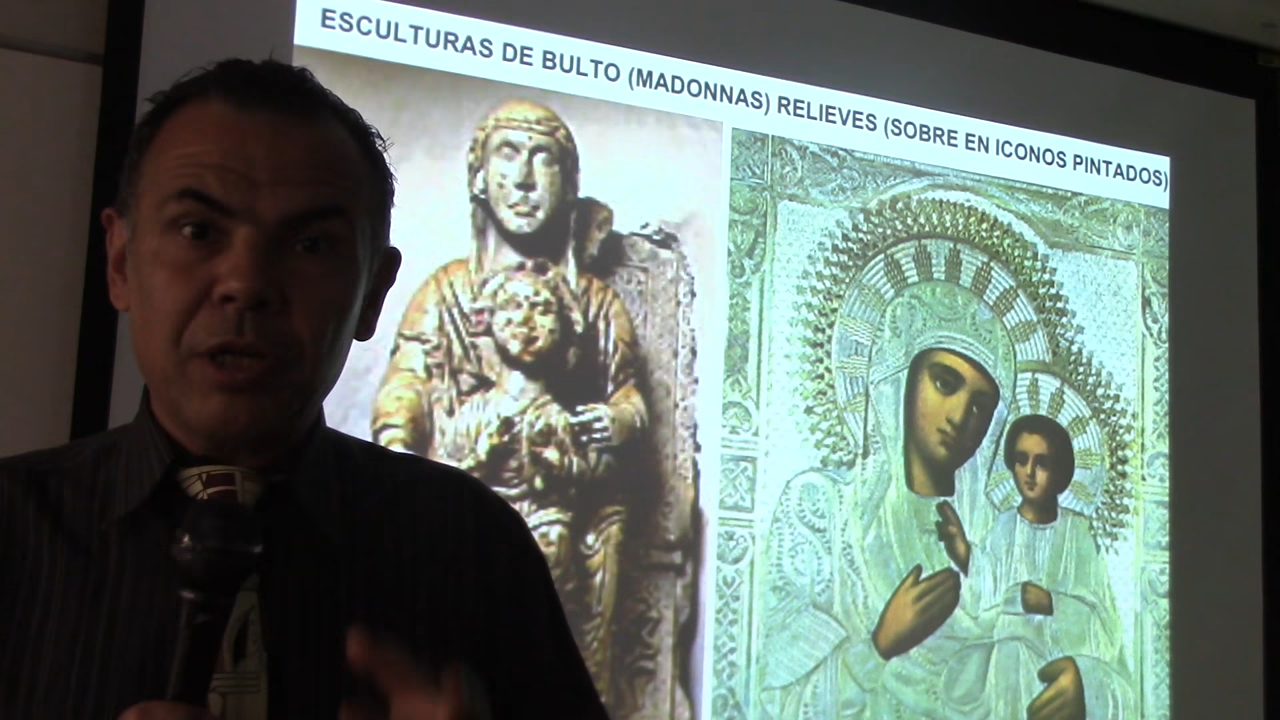 ESCULTURAS DE BULTO (MADONNAS) RELIEVES (SOBRE EN ICONOS PINTADOS)